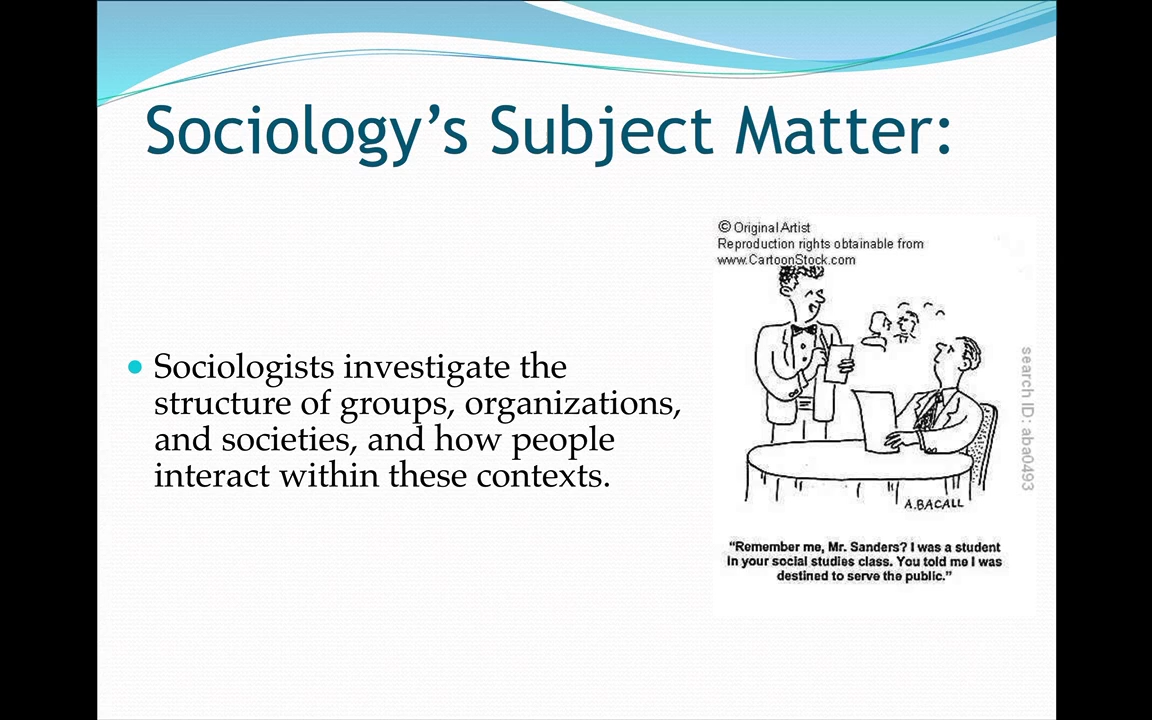 Sociology’s Subject Matter:
• Sociologists investigate the
structure of groups, organizations,
and societies, and how people
interact within these contexts.
© Original Artist
Reproduction rights obtainable from
www.CartoonStock.com
search ID: aba0493
A.BACALL
“Remember me, Mr. Sanders? I was a student
in your social studies class. You told me I was
destined to serve the public.”